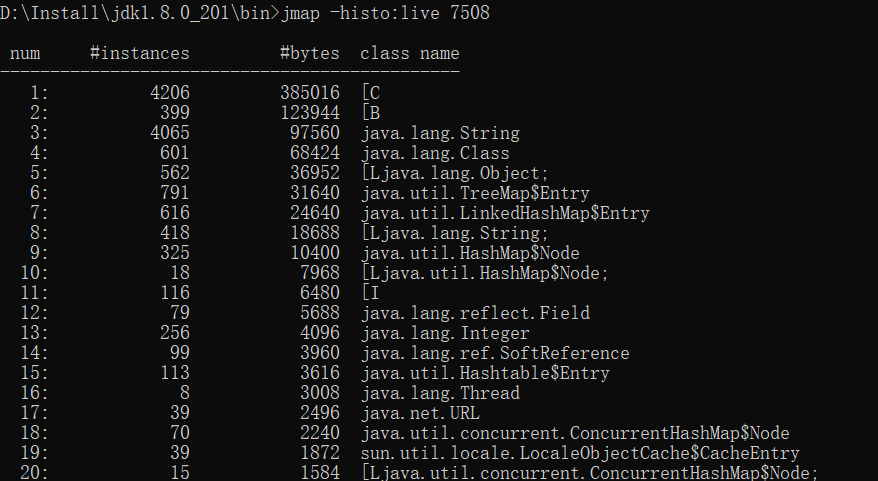 D:\Install\jdk1.8.0_201\bin>jmap -histo:live 7508
num #instances #bytes class name
----------------------------------------------
1: 4206 385016 [C
2: 399 123944 [B
3: 4065 97560 java.lang.String
4: 601 68424 java.lang.Class
5: 562 36952 [Ljava.lang.Object;
6: 791 31640 java.util.TreeMap$Entry
7: 616 24640 java.util.LinkedHashMap$Entry
8: 418 18688 [Ljava.lang.String;
9: 325 10400 java.util.HashMap$Node
10: 18 7968 [Ljava.util.HashMap$Node;
11: 116 6480 [I
12: 79 5688 java.lang.reflect.Field
13: 256 4096 java.lang.Integer
14: 99 3960 java.lang.ref.SoftReference
15: 113 3616 java.util.Hashtable$Entry
16: 8 3008 java.lang.Thread
17: 39 2496 java.net.URL
18: 70 2240 java.util.concurrent.ConcurrentHashMap$Node
19: 39 1872 sun.util.locale.LocaleObjectCache$CacheEntry
20: 15 1584 [Ljava.util.concurrent.ConcurrentHashMap$Node;